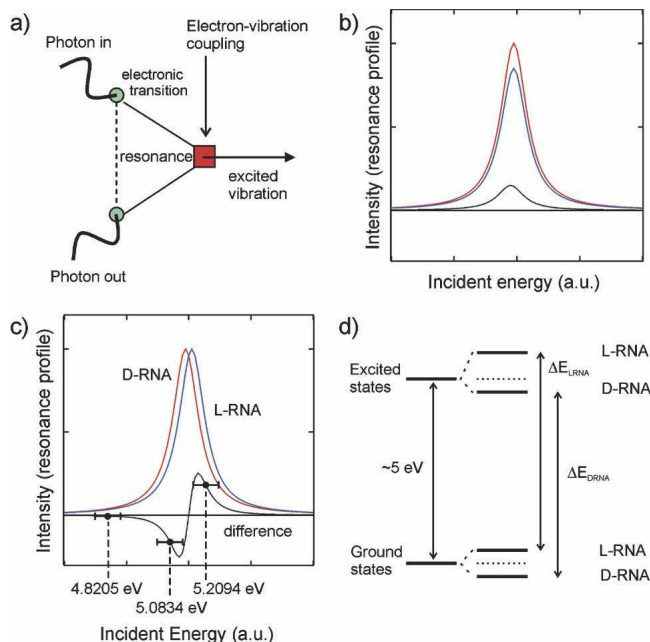 a)
Photon in
electronic
transition
Electron-vibration
coupling
resonance
excited
vibration
Photon out
b)
Intensity (resonance profile)
Incident energy (a.u.)
c)
Intensity (resonance profile)
D-RNA
L-RNA
difference
4.8205 eV
5.0834 eV
5.2094 eV
Incident Energy (a.u.)
d)
Excited
states
~5 eV
Ground
states
L-RNA
ΔELRNA
D-RNA
ΔEDRNA
L-RNA
D-RNA